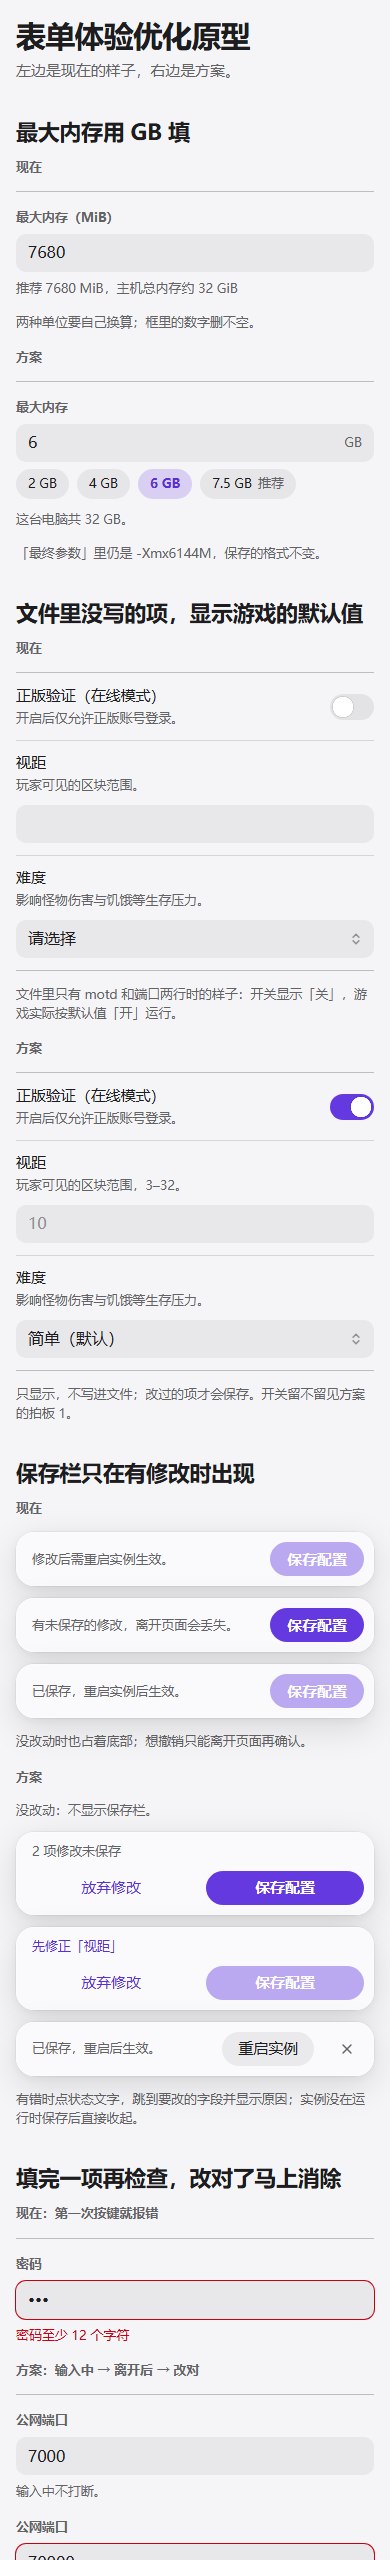 表单体验优化原型
左边是现在的样子，右边是方案。
最大内存用 GB 填
现在
最大内存（MiB）
7680
推荐 7680 MiB，主机总内存约 32 GiB
两种单位要自己换算；框里的数字删不空。
方案
最大内存
6 GB
2 GB 4 GB 6 GB 7.5 GB 推荐
这台电脑共 32 GB。
「最终参数」里仍是 -Xmx6144M，保存的格式不变。
文件里没写的项，显示游戏的默认值
现在
正版验证（在线模式）
开启后仅允许正版账号登录。
视距
玩家可见的区块范围。
难度
影响怪物伤害与饥饿等生存压力。
请选择
文件里只有 motd 和端口两行时的样子：开关显示「关」，游
戏实际按默认值「开」运行。
方案
正版验证（在线模式）
开启后仅允许正版账号登录。
视距
玩家可见的区块范围，3–32。
10
难度
影响怪物伤害与饥饿等生存压力。
简单（默认）
只显示，不写进文件；改过的项才会保存。开关留不留见方案
的拍板 1。
保存栏只在有修改时出现
现在
修改后需重启实例生效。 保存配置
有未保存的修改，离开页面会丢失。 保存配置
已保存，重启实例后生效。 保存配置
没改动时也占着底部；想撤销只能离开页面再确认。
方案
没改动：不显示保存栏。
2 项修改未保存
放弃修改 保存配置
先修正「视距」
放弃修改 保存配置
已保存，重启后生效。 重启实例 ×
有错时点状态文字，跳到要改的字段并显示原因；实例没在运
行时保存后直接收起。
填完一项再检查，改对了马上消除
现在：第一次按键就报错
密码
•••
密码至少 12 个字符
方案：输入中 → 离开后 → 改对
公网端口
7000
输入中不打断。
公网端口
70000